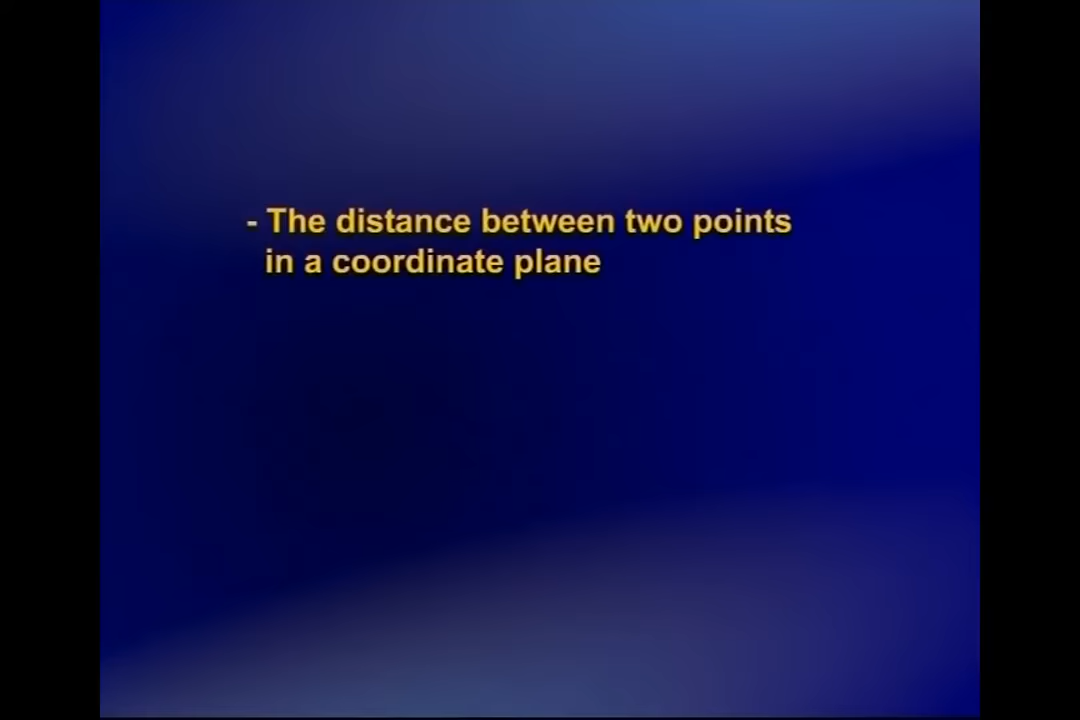 - The distance between two points
in a coordinate plane